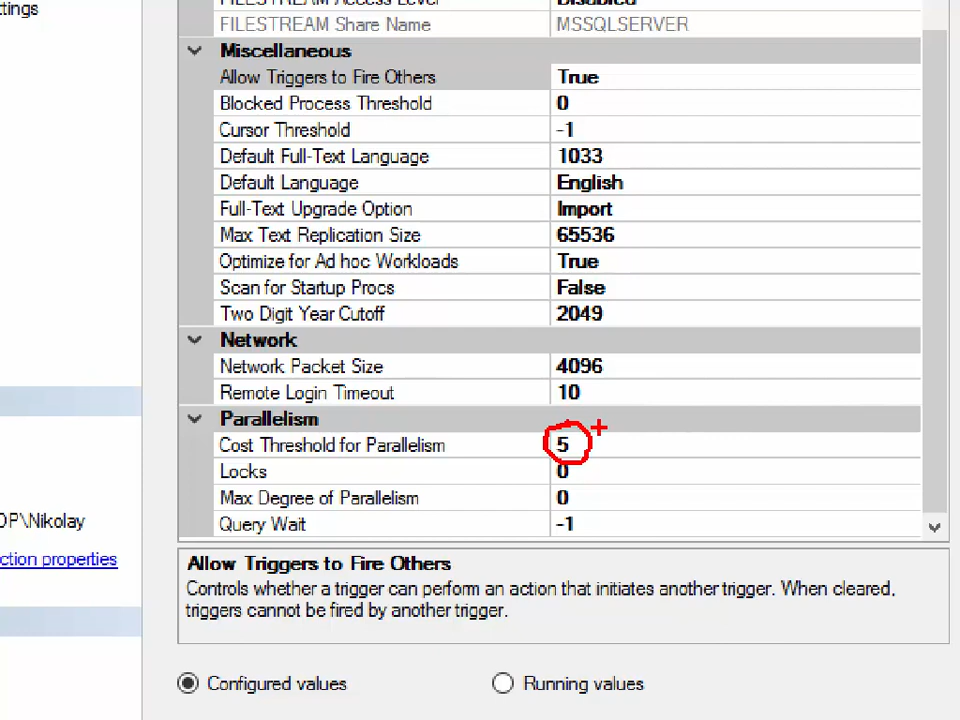 ttings
FILESTREAM Access Level Disabled
FILESTREAM Share Name MSSQLSERVER
Miscellaneous
Allow Triggers to Fire Others True
Blocked Process Threshold 0
Cursor Threshold -1
Default Full-Text Language 1033
Default Language English
Full-Text Upgrade Option Import
Max Text Replication Size 65536
Optimize for Ad hoc Workloads True
Scan for Startup Procs False
Two Digit Year Cutoff 2049
Network
Network Packet Size 4096
Remote Login Timeout 10
Parallelism
Cost Threshold for Parallelism 5
Locks 0
Max Degree of Parallelism 0
Query Wait -1
OP\Nikolay
ction properties
Allow Triggers to Fire Others
Controls whether a trigger can perform an action that initiates another trigger. When cleared,
triggers cannot be fired by another trigger.
Configured values Running values